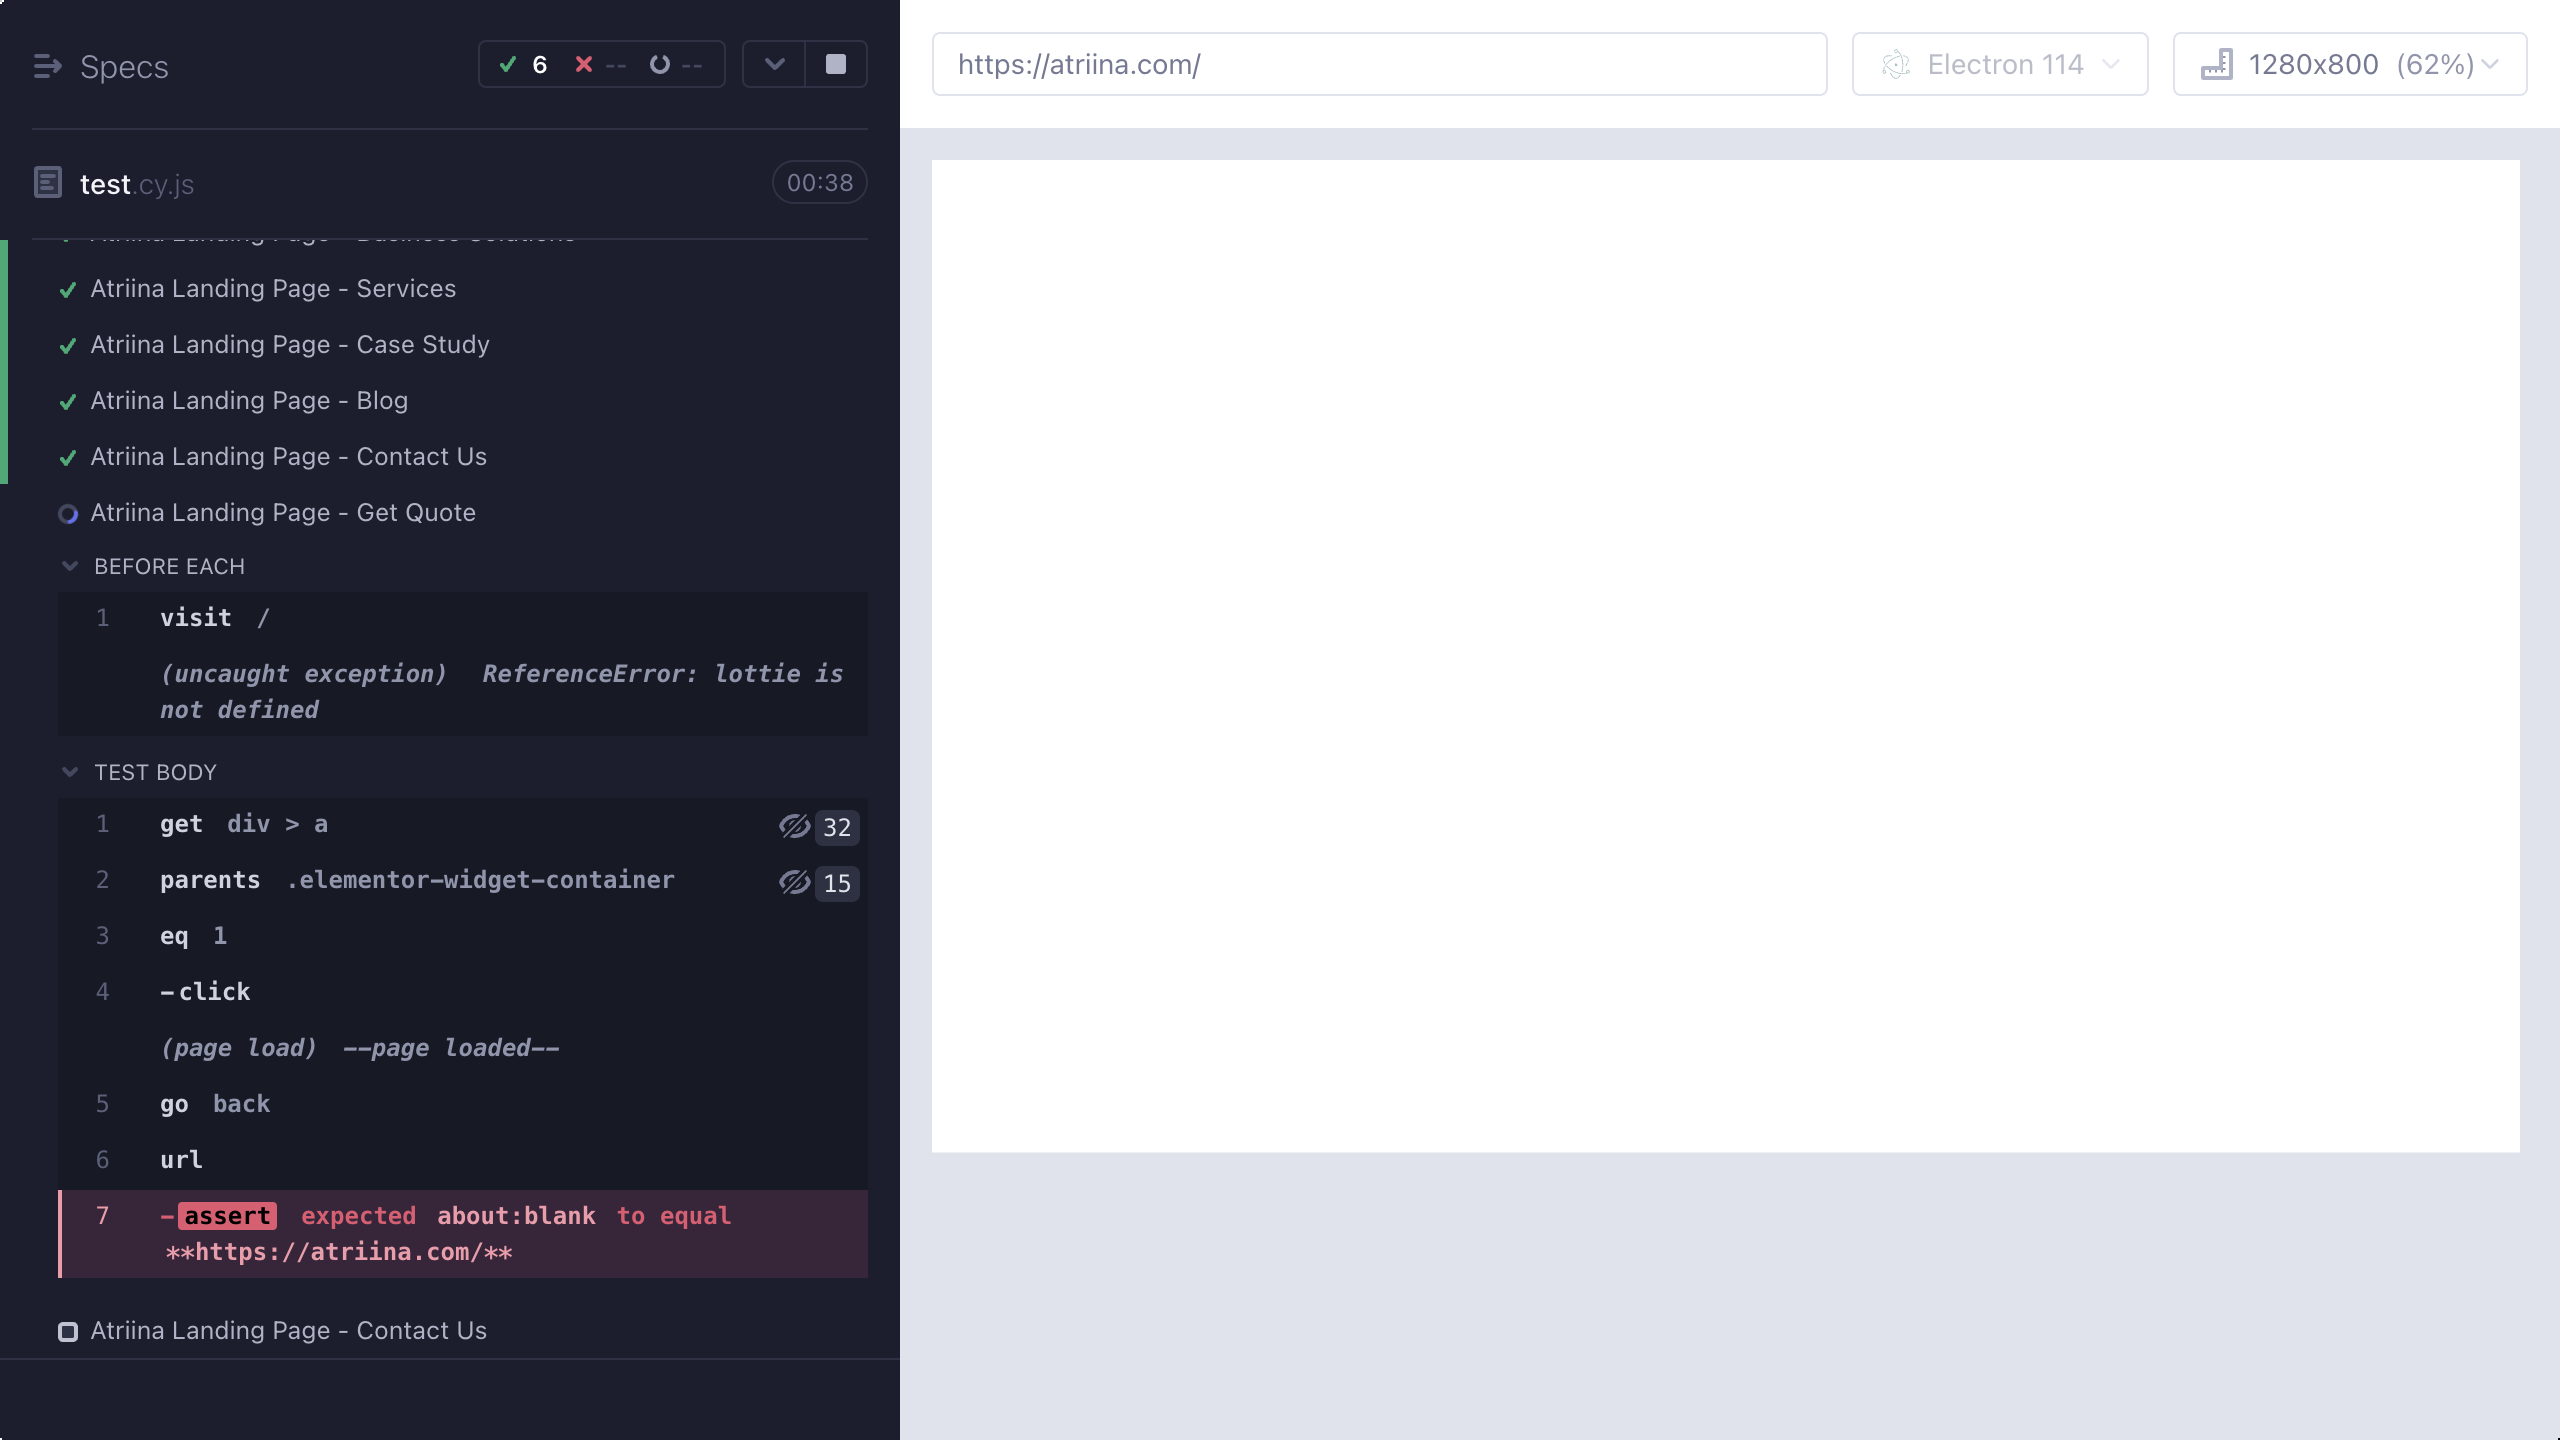 Specs
6 -- --
https://atriina.com/
Electron 114
1280x800 (62%)
test.cy.js
00:38
Atriina Landing Page - Business Solutions
Atriina Landing Page - Services
Atriina Landing Page - Case Study
Atriina Landing Page - Blog
Atriina Landing Page - Contact Us
Atriina Landing Page - Get Quote
BEFORE EACH
1 visit /
(uncaught exception) ReferenceError: lottie is
not defined
TEST BODY
1 get div > a 32
2 parents .elementor-widget-container 15
3 eq 1
4 -click
(page load) --page loaded--
5 go back
6 url
7 -assert expected about:blank to equal
**https://atriina.com/**
Atriina Landing Page - Contact Us